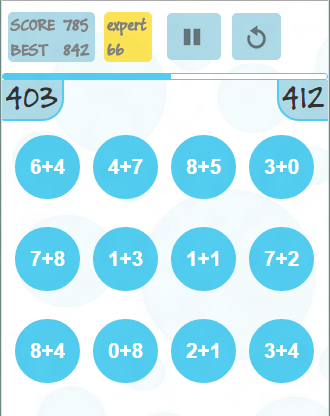 SCORE 785
BEST 842
expert
66
403
412
6+4 4+7 8+5 3+0
7+8 1+3 1+1 7+2
8+4 0+8 2+1 3+4